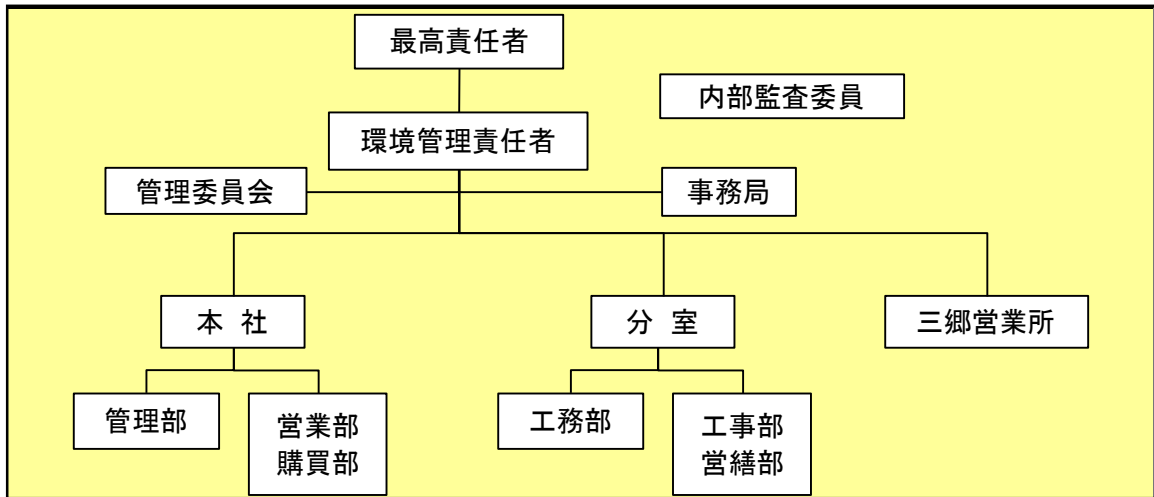 最高責任者
内部監査委員
環境管理責任者
管理委員会
事務局
本 社
分 室
三郷営業所
管理部
営業部
購買部
工務部
工事部
営繕部